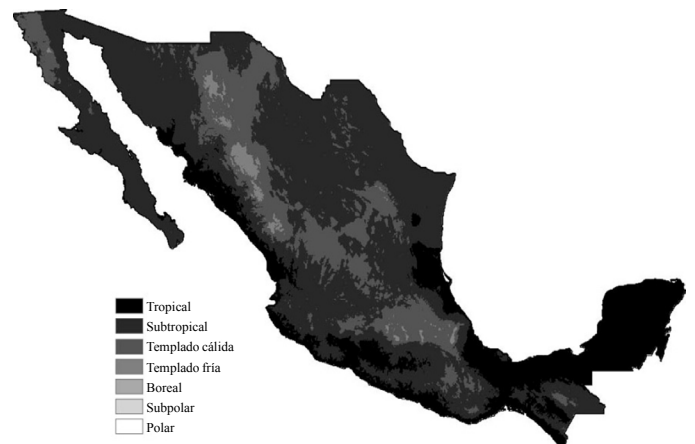 Tropical
Subtropical
Templado cálida
Templado fría
Boreal
Subpolar
Polar